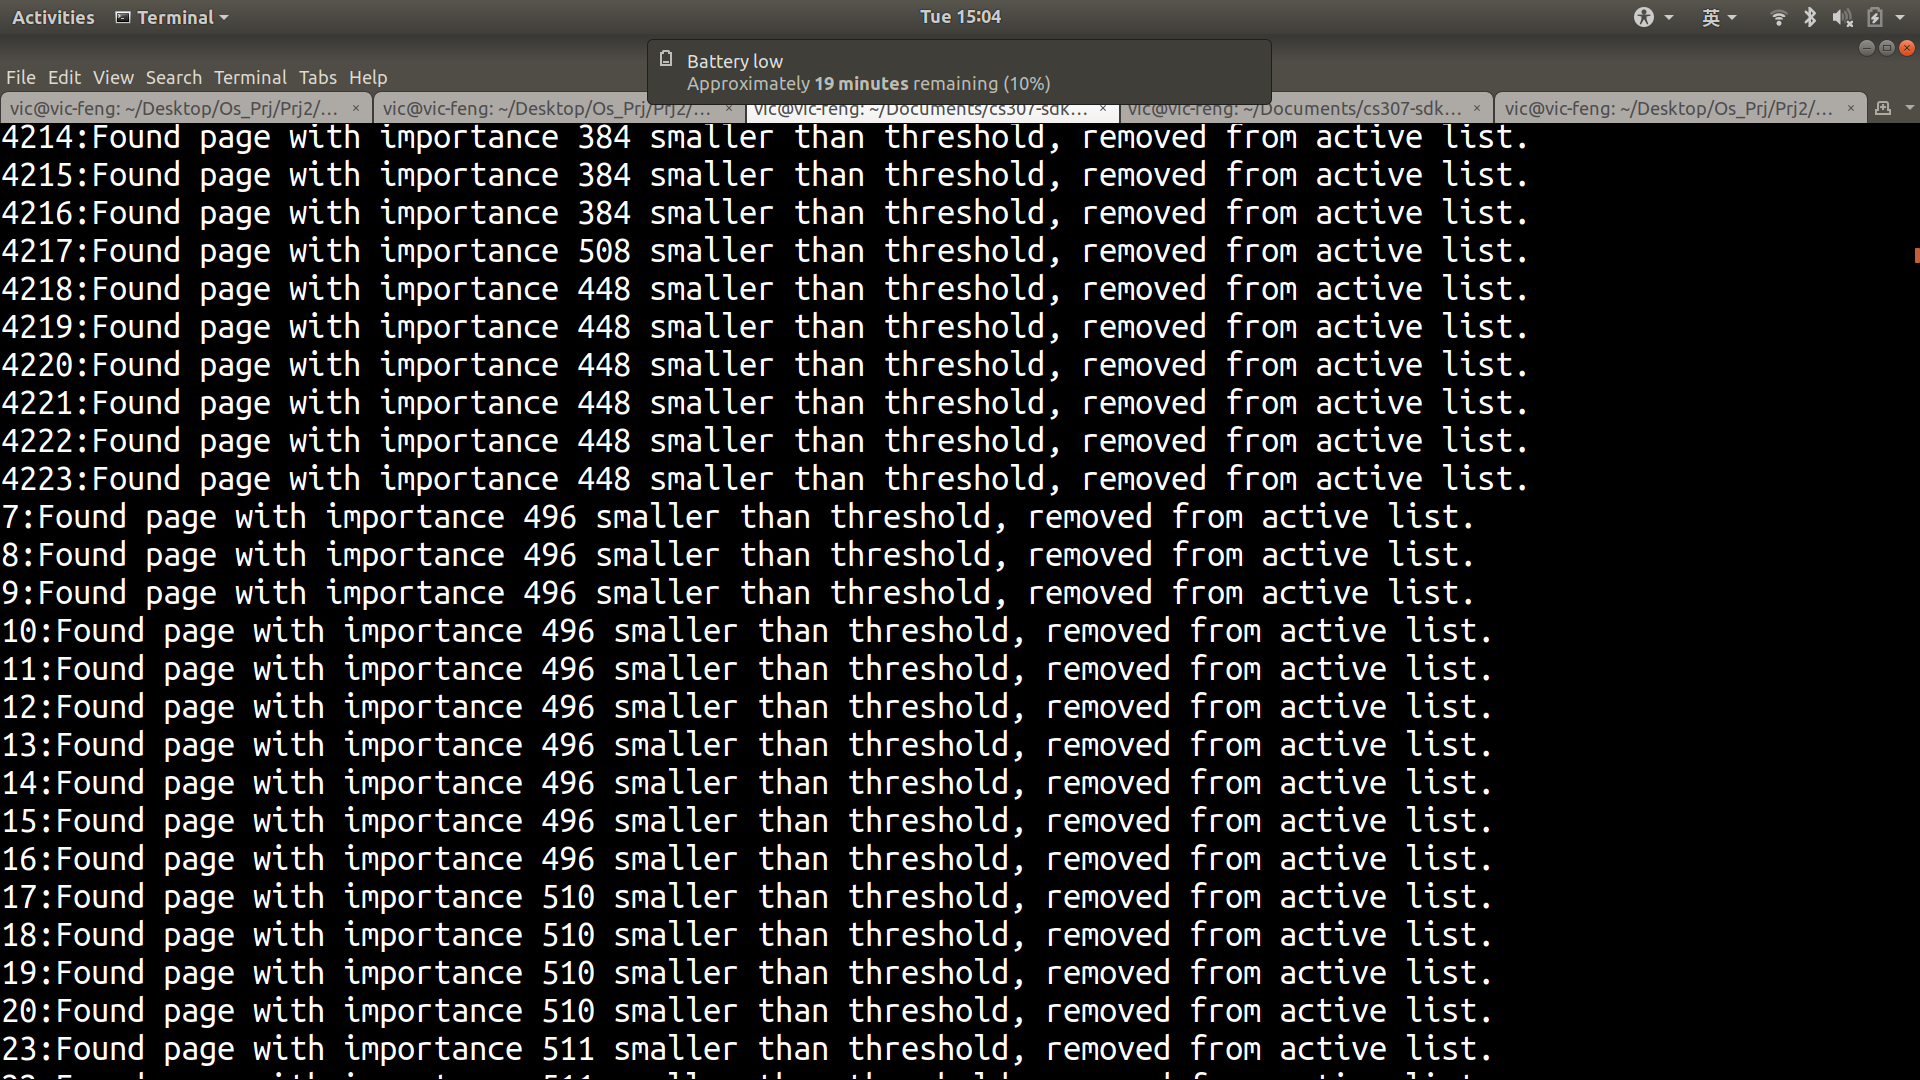 Activities Terminal Tue 15:04 英
Battery low
Approximately 19 minutes remaining (10%)
File Edit View Search Terminal Tabs Help
vic@vic-feng: ~/Desktop/Os_Prj/Prj2/... × vic@vic-feng: ~/Desktop/Os_Prj/Prj2/... × vic@vic-feng: ~/Documents/cs307-sdk... × vic@vic-feng: ~/Documents/cs307-sdk... × vic@vic-feng: ~/Desktop/Os_Prj/Prj2/... ×
4214:Found page with importance 384 smaller than threshold, removed from active list.
4215:Found page with importance 384 smaller than threshold, removed from active list.
4216:Found page with importance 384 smaller than threshold, removed from active list.
4217:Found page with importance 508 smaller than threshold, removed from active list.
4218:Found page with importance 448 smaller than threshold, removed from active list.
4219:Found page with importance 448 smaller than threshold, removed from active list.
4220:Found page with importance 448 smaller than threshold, removed from active list.
4221:Found page with importance 448 smaller than threshold, removed from active list.
4222:Found page with importance 448 smaller than threshold, removed from active list.
4223:Found page with importance 448 smaller than threshold, removed from active list.
7:Found page with importance 496 smaller than threshold, removed from active list.
8:Found page with importance 496 smaller than threshold, removed from active list.
9:Found page with importance 496 smaller than threshold, removed from active list.
10:Found page with importance 496 smaller than threshold, removed from active list.
11:Found page with importance 496 smaller than threshold, removed from active list.
12:Found page with importance 496 smaller than threshold, removed from active list.
13:Found page with importance 496 smaller than threshold, removed from active list.
14:Found page with importance 496 smaller than threshold, removed from active list.
15:Found page with importance 496 smaller than threshold, removed from active list.
16:Found page with importance 496 smaller than threshold, removed from active list.
17:Found page with importance 510 smaller than threshold, removed from active list.
18:Found page with importance 510 smaller than threshold, removed from active list.
19:Found page with importance 510 smaller than threshold, removed from active list.
20:Found page with importance 510 smaller than threshold, removed from active list.
23:Found page with importance 511 smaller than threshold, removed from active list.